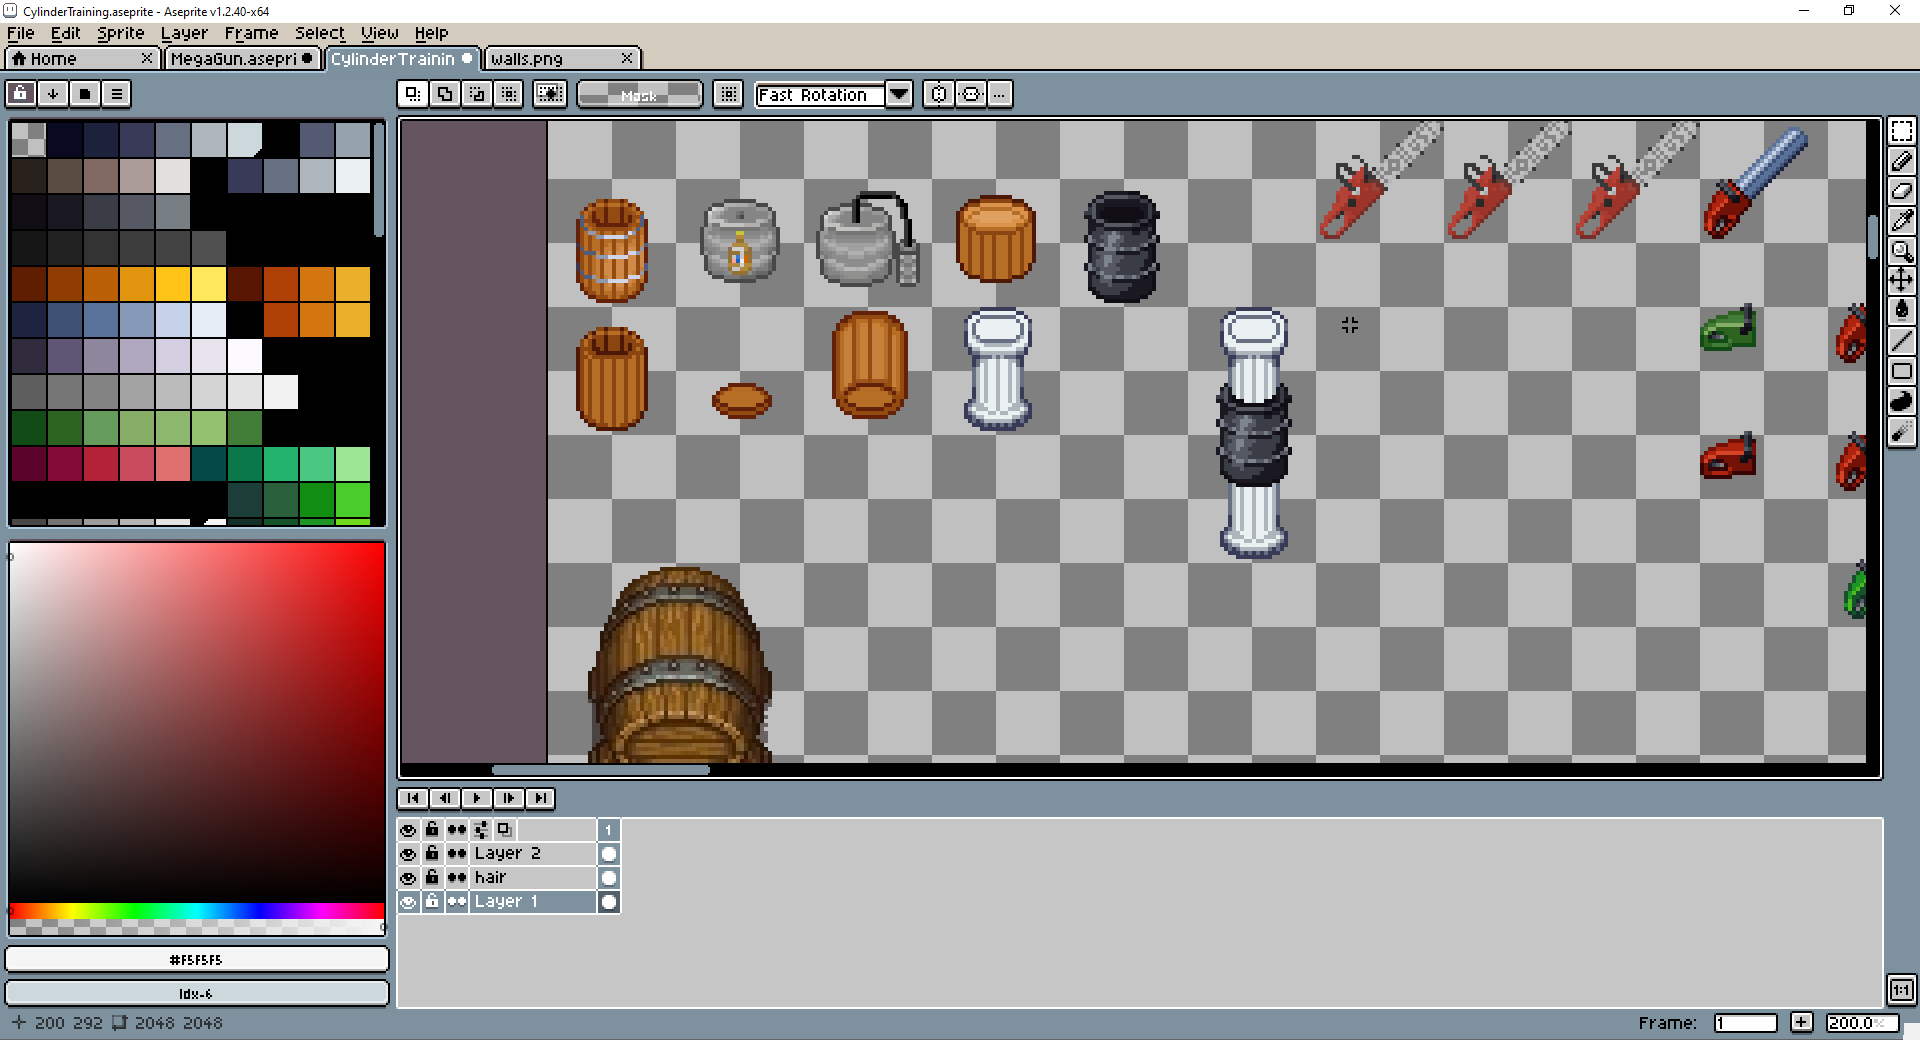 CylinderTraining.aseprite - Aseprite v1.2.40-x64
File Edit Sprite Layer Frame Select View Help
Home MegaGun.asepri CylinderTrainin walls.png
Mask Fast Rotation ...
1
Layer 2
hair
Layer 1
#F5F5F5
Idx-6
1:1
200 292 2048 2048 Frame: 1 + 200.0%